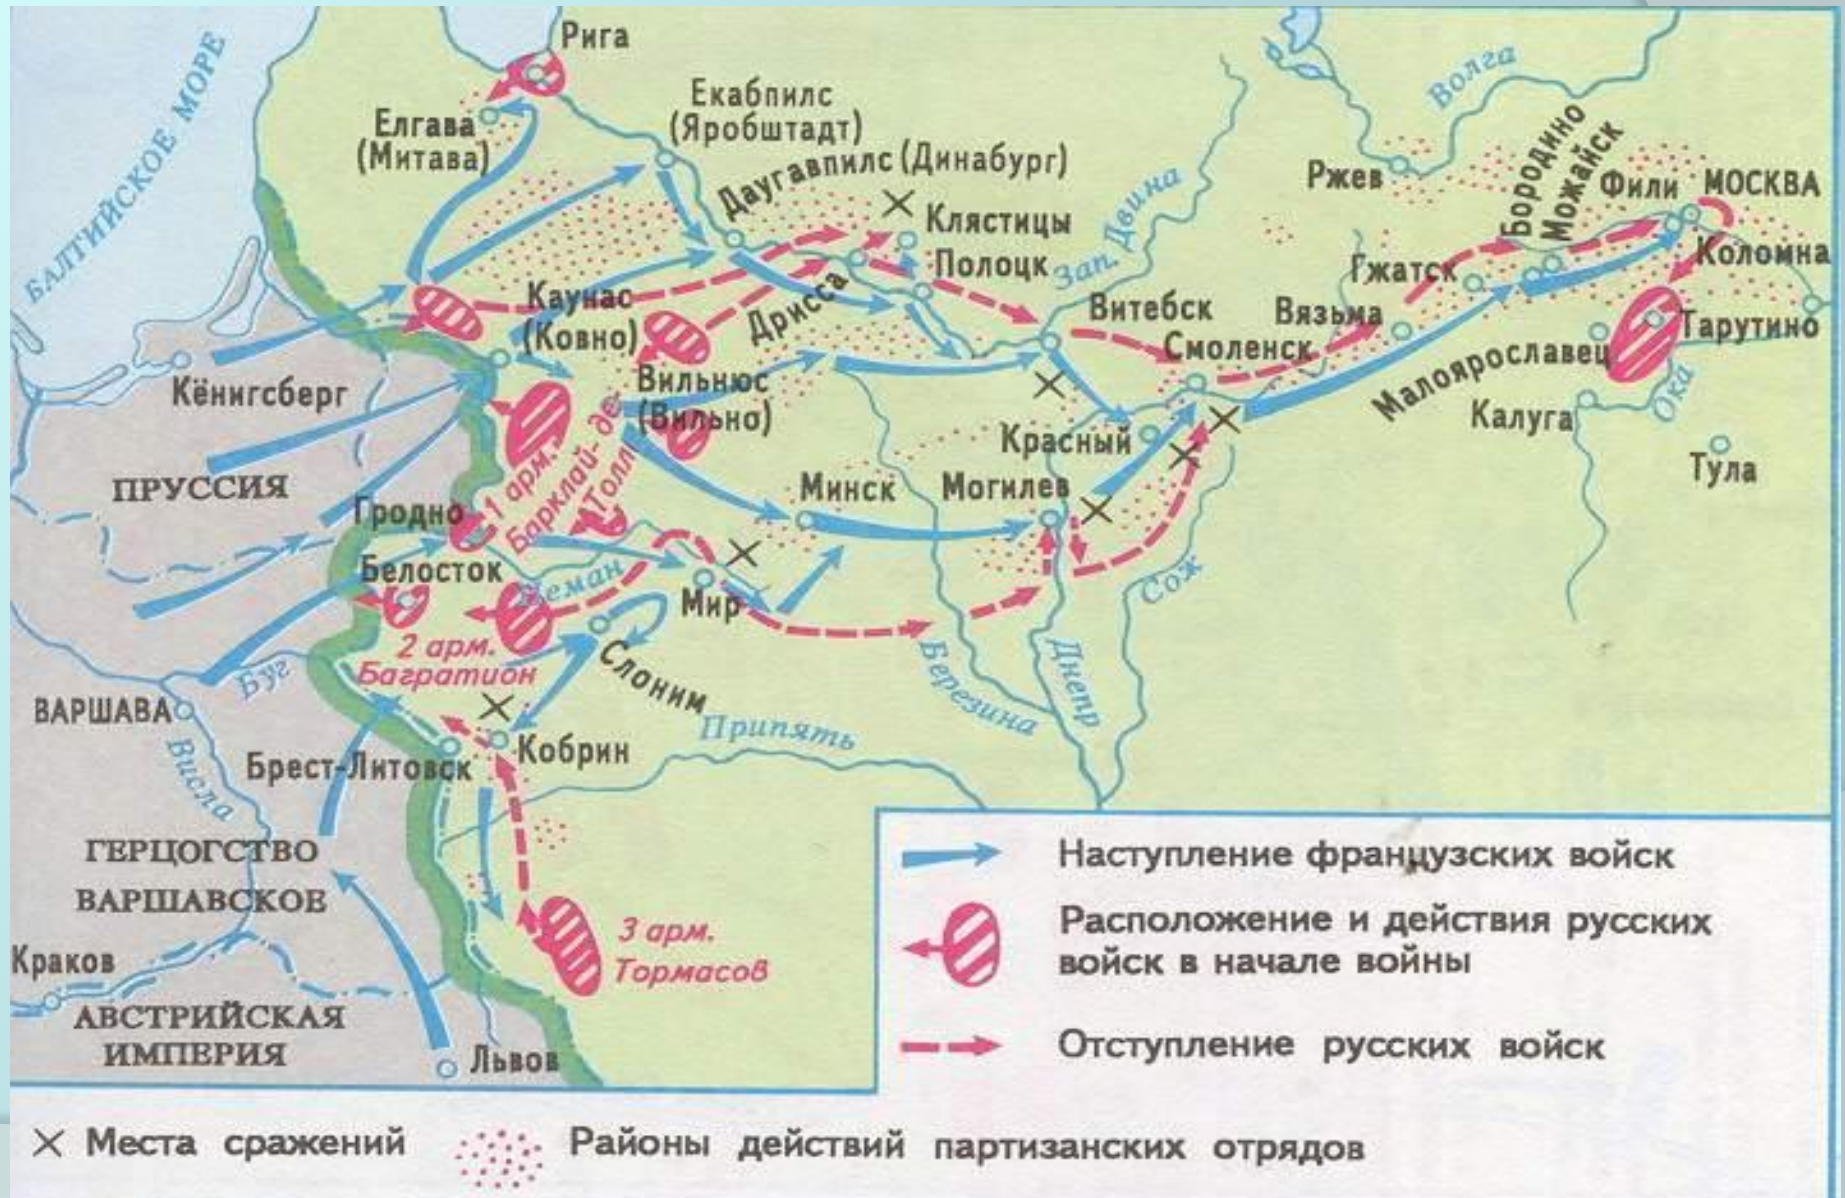 Рига
БАЛТИЙСКОЕ МОРЕ
Елгава
(Митава)
Екабпилс
(Яробштадт)
Даугавпилс (Динабург)
Клястицы
Полоцк
Зап. Двина
Волга
Ржев
Бородино
Можайск
Фили
МОСКВА
Коломна
Гжатск
Вязьма
Тарутино
Малоярославец
Калуга
Ока
Тула
Каунас
(Ковно)
Дрисса
Витебск
Смоленск
Кёнигсберг
Вильнюс
(Вильно)
Красный
ПРУССИЯ
Гродно
1 арм.
Барклай-де-
Толли
Минск
Могилев
Белосток
Неман
Мир
Сож
2 арм.
Багратион
Слоним
Березина
Днепр
Буг
ВАРШАВА
Висла
Припять
Брест-Литовск
Кобрин
ГЕРЦОГСТВО
ВАРШАВСКОЕ
3 арм.
Тормасов
Краков
АВСТРИЙСКАЯ
ИМПЕРИЯ
Львов
Наступление французских войск
Расположение и действия русских
войск в начале войны
Отступление русских войск
Места сражений
Районы действий партизанских отрядов